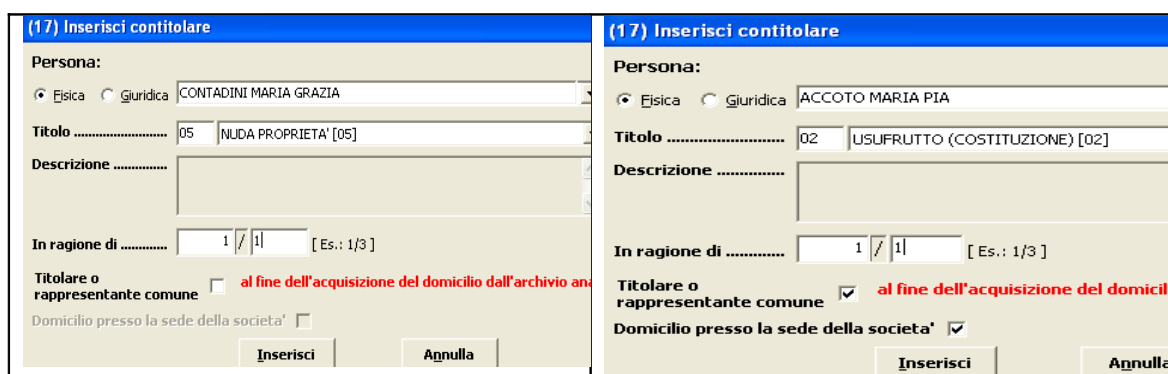 (17) Inserisci contitolare
Persona:
Fisica Giuridica CONTADINI MARIA GRAZIA
Titolo .......................... 05 NUDA PROPRIETA' [05]
Descrizione ...............
In ragione di ............. 1 / 1 [ Es.: 1/3 ]
Titolare o
rappresentante comune al fine dell'acquisizione del domicilio dall'archivio ana
Domicilio presso la sede della societa'
Inserisci Annulla
(17) Inserisci contitolare
Persona:
Fisica Giuridica ACCOTO MARIA PIA
Titolo .......................... 02 USUFRUTTO (COSTITUZIONE) [02]
Descrizione ...............
In ragione di ............. 1 / 1 [ Es.: 1/3 ]
Titolare o
rappresentante comune al fine dell'acquisizione del domicil
Domicilio presso la sede della societa'
Inserisci Annulla